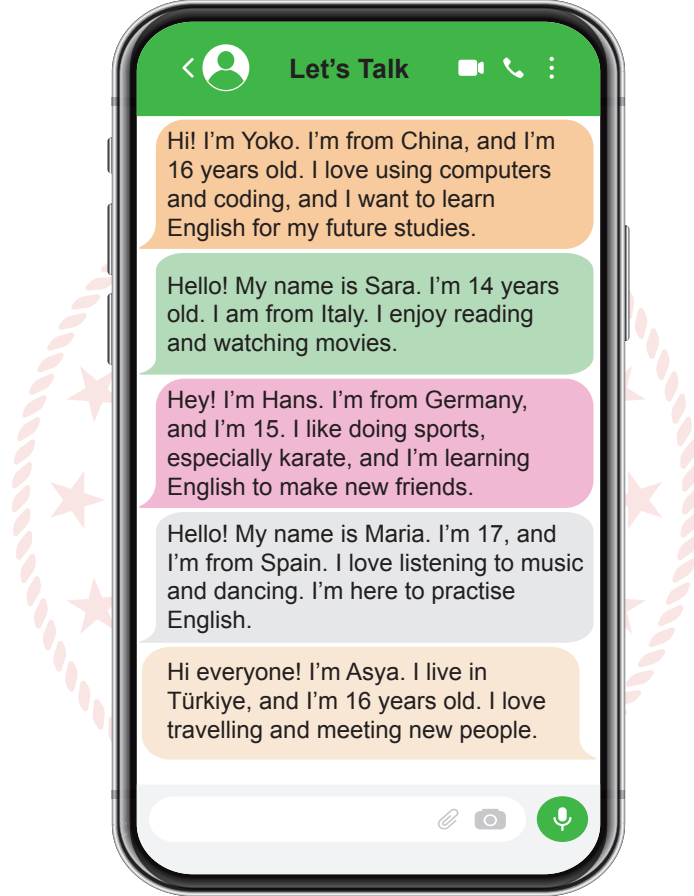 Let's Talk
Hi! I'm Yoko. I'm from China, and I'm
16 years old. I love using computers
and coding, and I want to learn
English for my future studies.
Hello! My name is Sara. I'm 14 years
old. I am from Italy. I enjoy reading
and watching movies.
Hey! I'm Hans. I'm from Germany,
and I'm 15. I like doing sports,
especially karate, and I'm learning
English to make new friends.
Hello! My name is Maria. I'm 17, and
I'm from Spain. I love listening to music
and dancing. I'm here to practise
English.
Hi everyone! I'm Asya. I live in
Türkiye, and I'm 16 years old. I love
travelling and meeting new people.